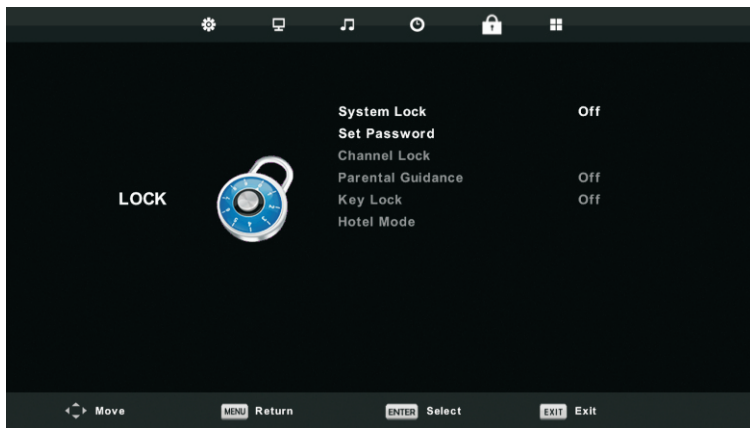 System Lock Off
Set Password
Channel Lock
Parental Guidance Off
LOCK
Key Lock Off
Hotel Mode
Move MENU Return ENTER Select EXIT Exit